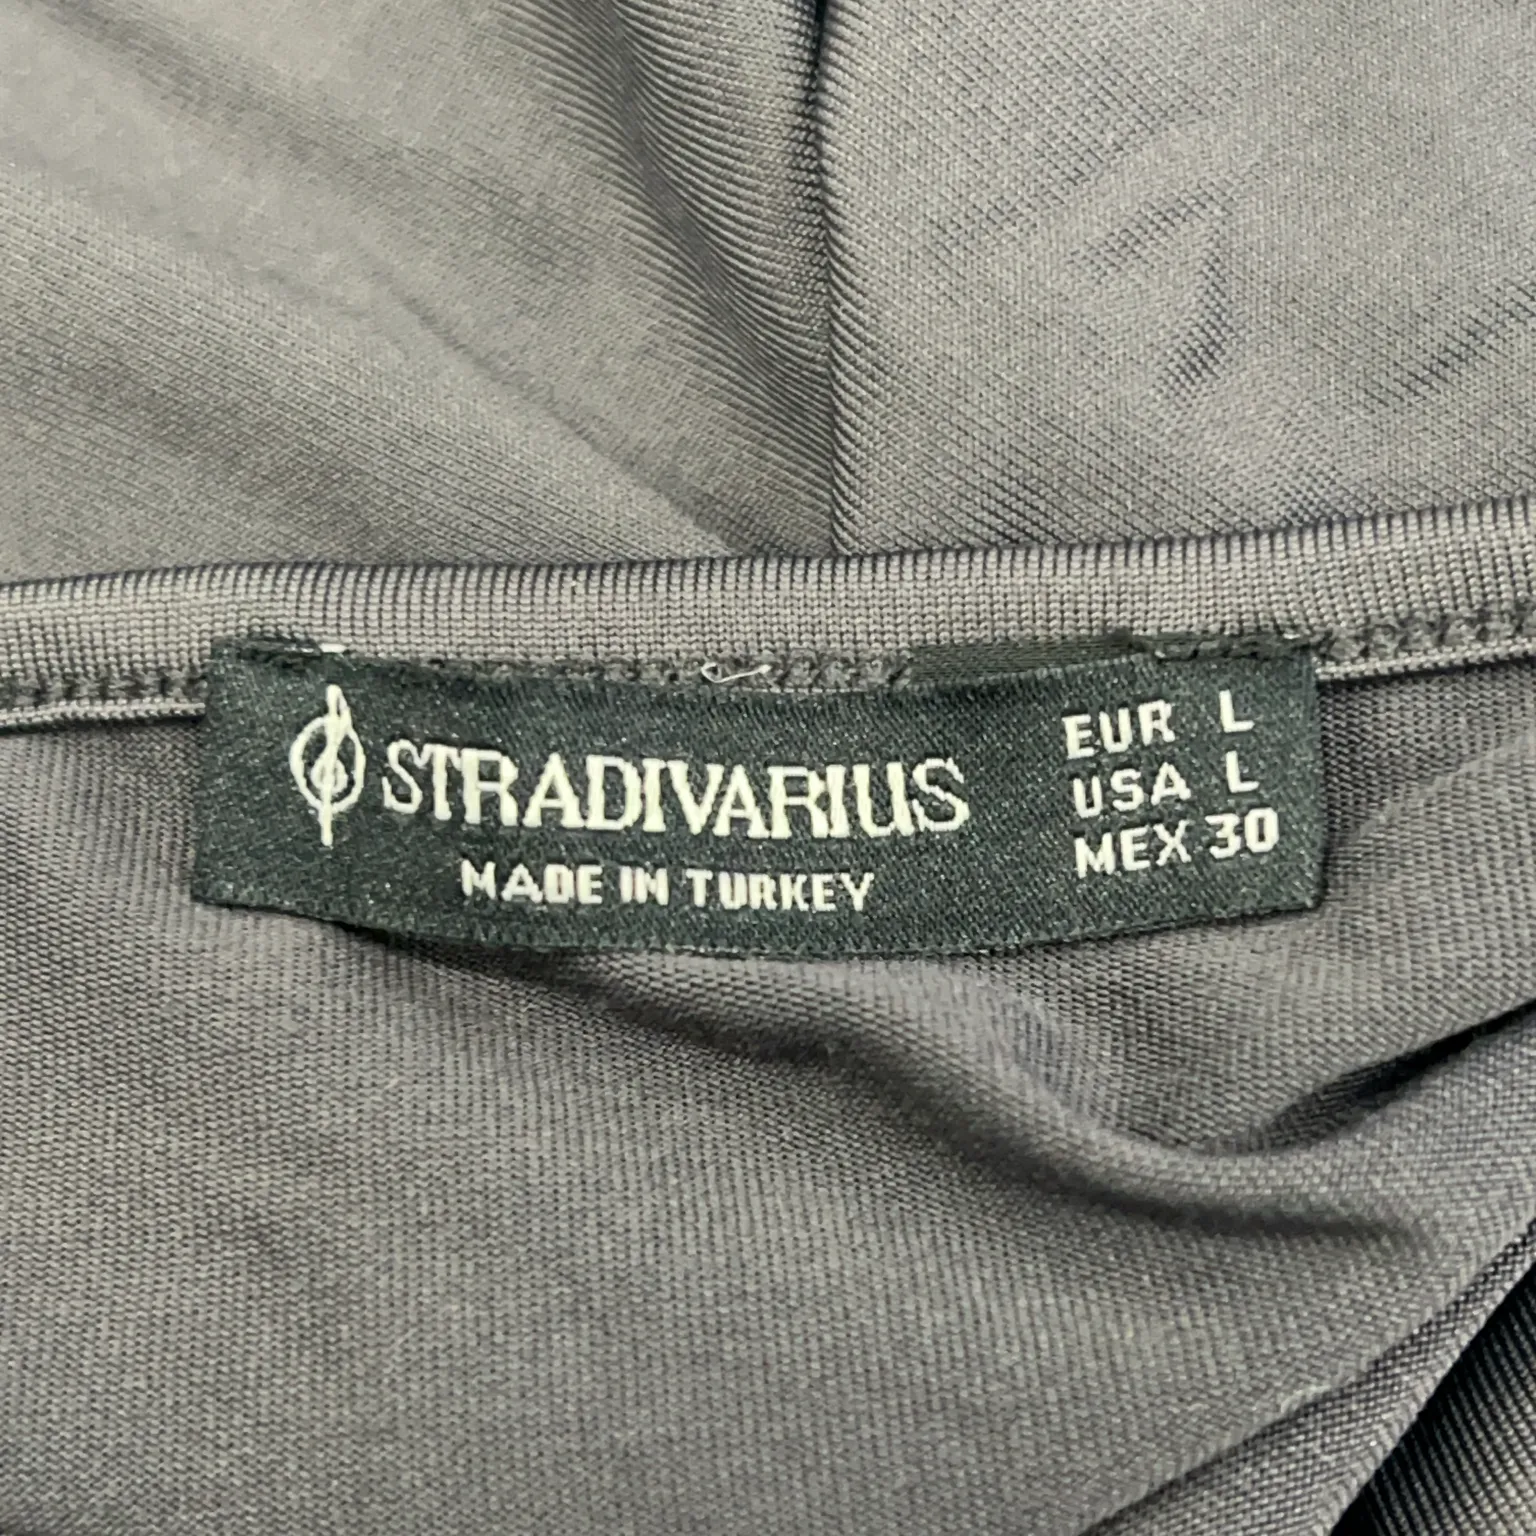 STRADIVARIUS
MADE IN TURKEY
EUR L
USA L
MEX 30